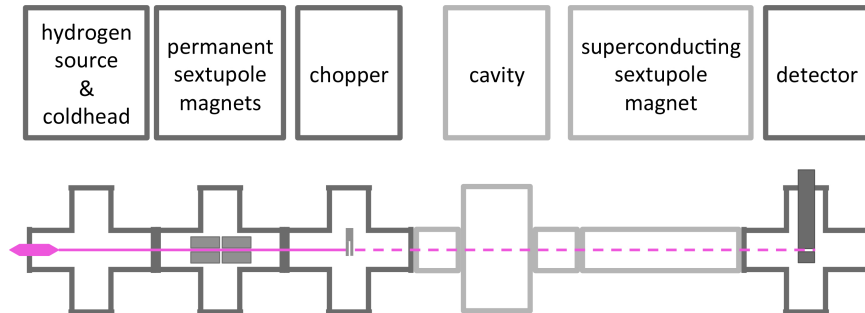 hydrogen
source
&
coldhead
permanent
sextupole
magnets
chopper
cavity
superconducting
sextupole
magnet
detector